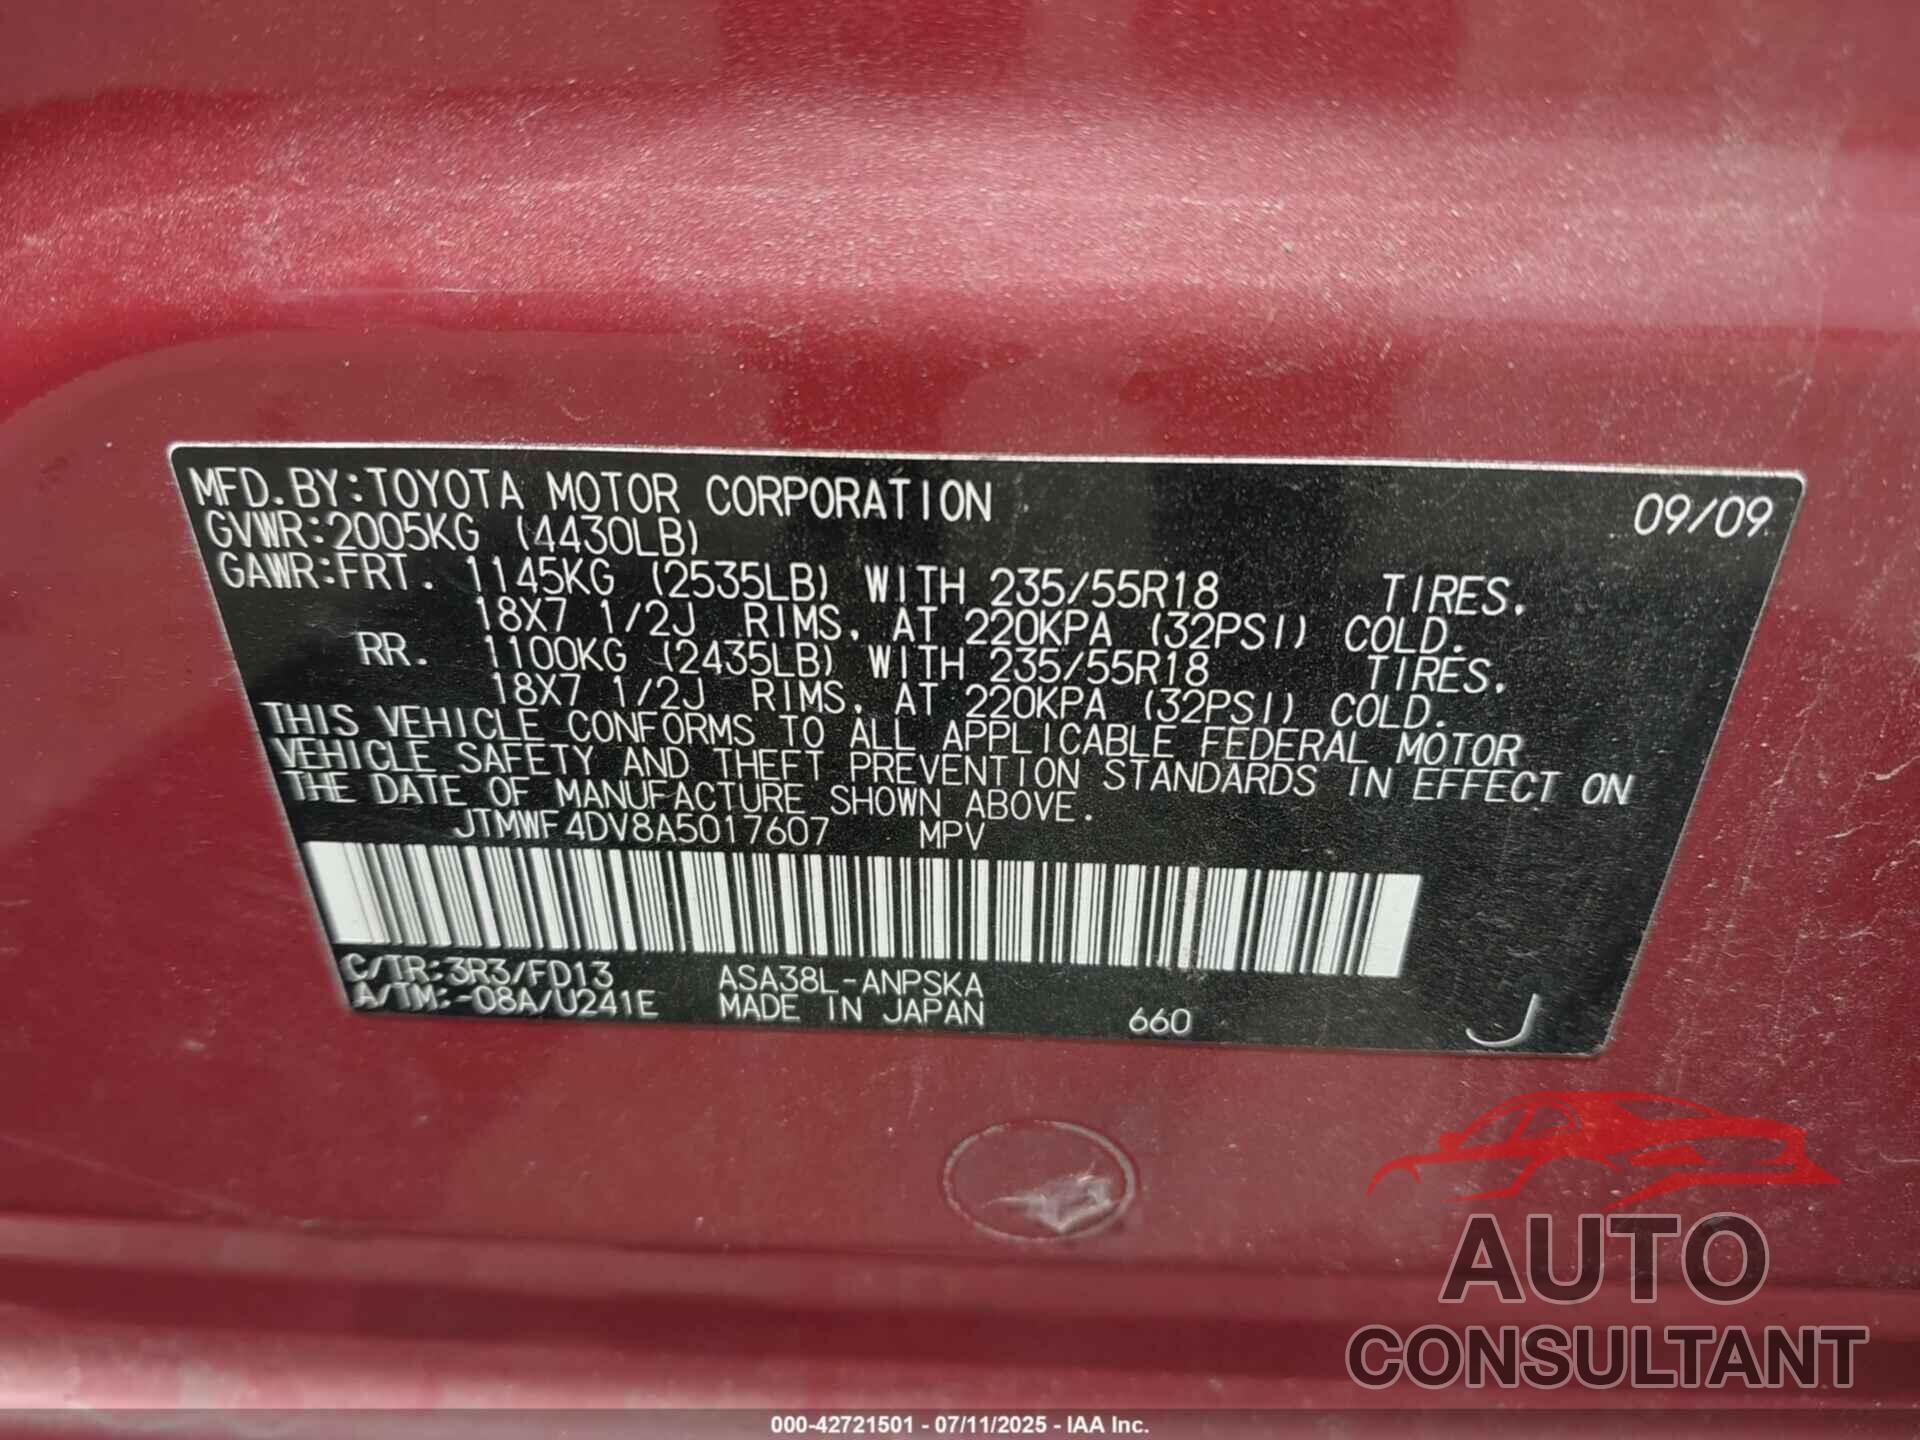 MFD.BY:TOYOTA MOTOR CORPORATION 09/09
GVWR:2005KG (4430LB)
GAWR:FRT. 1145KG (2535LB) WITH 235/55R18 TIRES,
18X7 1/2J RIMS, AT 220KPA (32PSI) COLD.
RR. 1100KG (2435LB) WITH 235/55R18 TIRES,
18X7 1/2J RIMS, AT 220KPA (32PSI) COLD.
THIS VEHICLE CONFORMS TO ALL APPLICABLE FEDERAL MOTOR
VEHICLE SAFETY AND THEFT PREVENTION STANDARDS IN EFFECT ON
THE DATE OF MANUFACTURE SHOWN ABOVE.
JTMWF4DV8A5017607 MPV
C/TR:3R3/FD13 ASA38L-ANPSKA
A/TM:-08A/U241E MADE IN JAPAN 660 J
AUTO
CONSULTANT
000-42721501 - 07/11/2025 - IAA Inc.